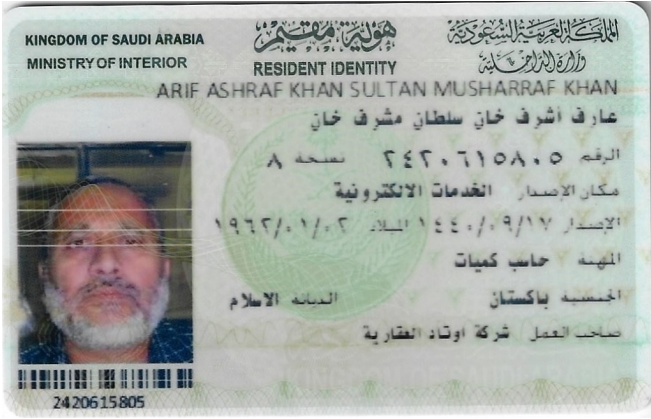 KINGDOM OF SAUDI ARABIA هوية مقيم المملكة العربية السعودية
MINISTRY OF INTERIOR RESIDENT IDENTITY وزارة الداخلية
ARIF ASHRAF KHAN SULTAN MUSHARRAF KHAN
عارف أشرف خان سلطان مشرف خان
الرقم ٢٤٢٠٦١٥٨٠٥ نسخة ٨
مكان الإصدار الخدمات الالكترونية
الإصدار ١٤٤٠/٠٩/١٧ الميلاد ١٩٦٢/٠١/٠٢
المهنة حاسب كميات
الجنسية باكستان الديانة الاسلام
صاحب العمل شركة اوتاد العقارية
2420615805